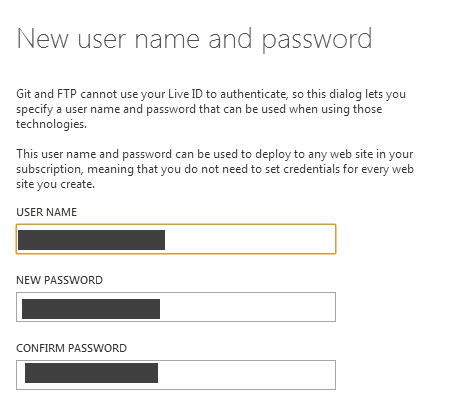 New user name and password
Git and FTP cannot use your Live ID to authenticate, so this dialog lets you
specify a user name and password that can be used when using those
technologies.
This user name and password can be used to deploy to any web site in your
subscription, meaning that you do not need to set credentials for every web
site you create.
USER NAME
NEW PASSWORD
CONFIRM PASSWORD